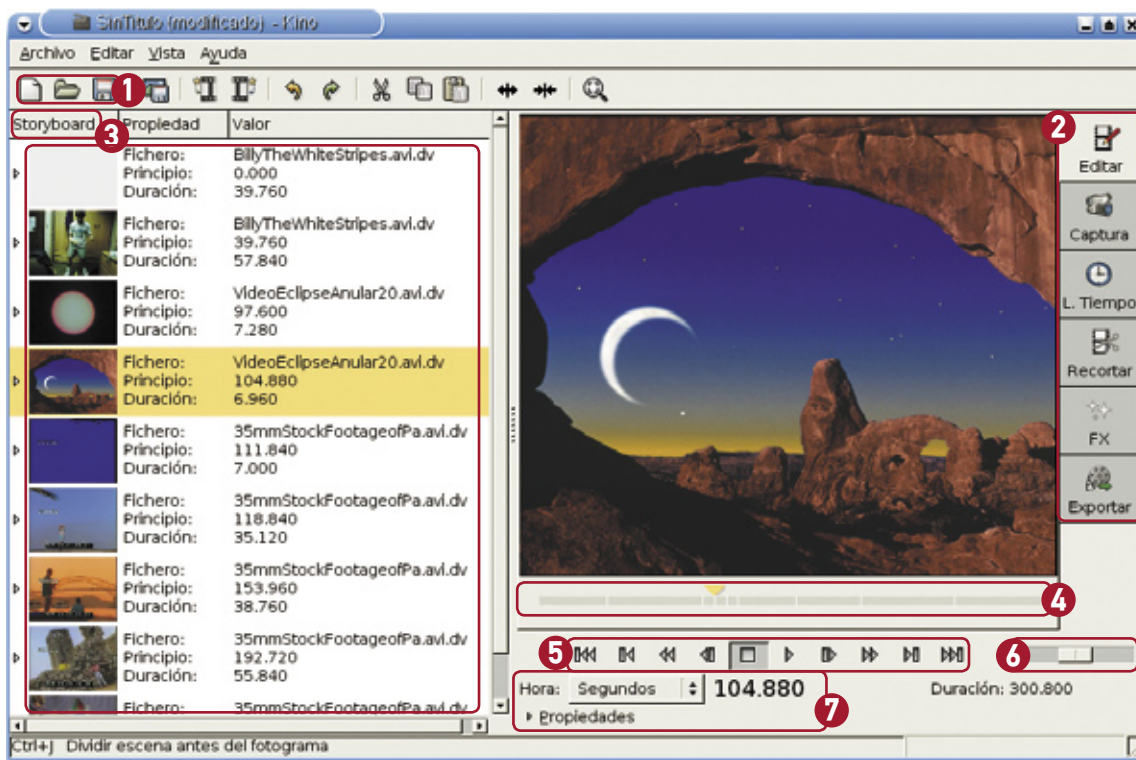 SinTitulo (modificado) - Kino
Archivo Editar Vista Ayuda
1
Storyboard Propiedad Valor
3
2
Fichero: BillyTheWhiteStripes.avi.dv
Principio: 0.000
Duración: 39.760
Fichero: BillyTheWhiteStripes.avi.dv
Principio: 39.760
Duración: 57.840
Fichero: VideoEclipseAnular20.avi.dv
Principio: 97.600
Duración: 7.280
Fichero: VideoEclipseAnular20.avi.dv
Principio: 104.880
Duración: 6.960
Fichero: 35mmStockFootageofPa.avi.dv
Principio: 111.840
Duración: 7.000
Fichero: 35mmStockFootageofPa.avi.dv
Principio: 118.840
Duración: 35.120
Fichero: 35mmStockFootageofPa.avi.dv
Principio: 153.960
Duración: 38.760
Fichero: 35mmStockFootageofPa.avi.dv
Principio: 192.720
Duración: 55.840
Fichero: 35mmStockFootageofPa.avi.dv
Editar
Captura
L. Tiempo
Recortar
FX
Exportar
4
5
6
Hora: Segundos 104.880 Duración: 300.800
7
Propiedades
Ctrl+J Dividir escena antes del fotograma